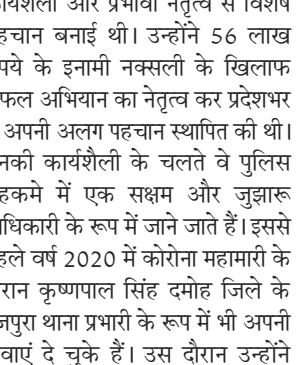 और प्रभावी नेतृत्व से विशेष
पहचान बनाई थी। उन्होंने 56 लाख
रुपये के इनामी नक्सली के खिलाफ
सफल अभियान का नेतृत्व कर प्रदेशभर
अपनी अलग पहचान स्थापित की थी।
उनकी कार्यशैली के चलते वे पुलिस
महकमे में एक सक्षम और जुझारू
अधिकारी के रूप में जाने जाते हैं। इससे
पहले वर्ष 2020 में कोरोना महामारी के
दौरान कृष्णपाल सिंह दमोह जिले के
थाना प्रभारी के रूप में भी अपनी
सेवाएं दे चुके हैं। उस दौरान उन्होंने